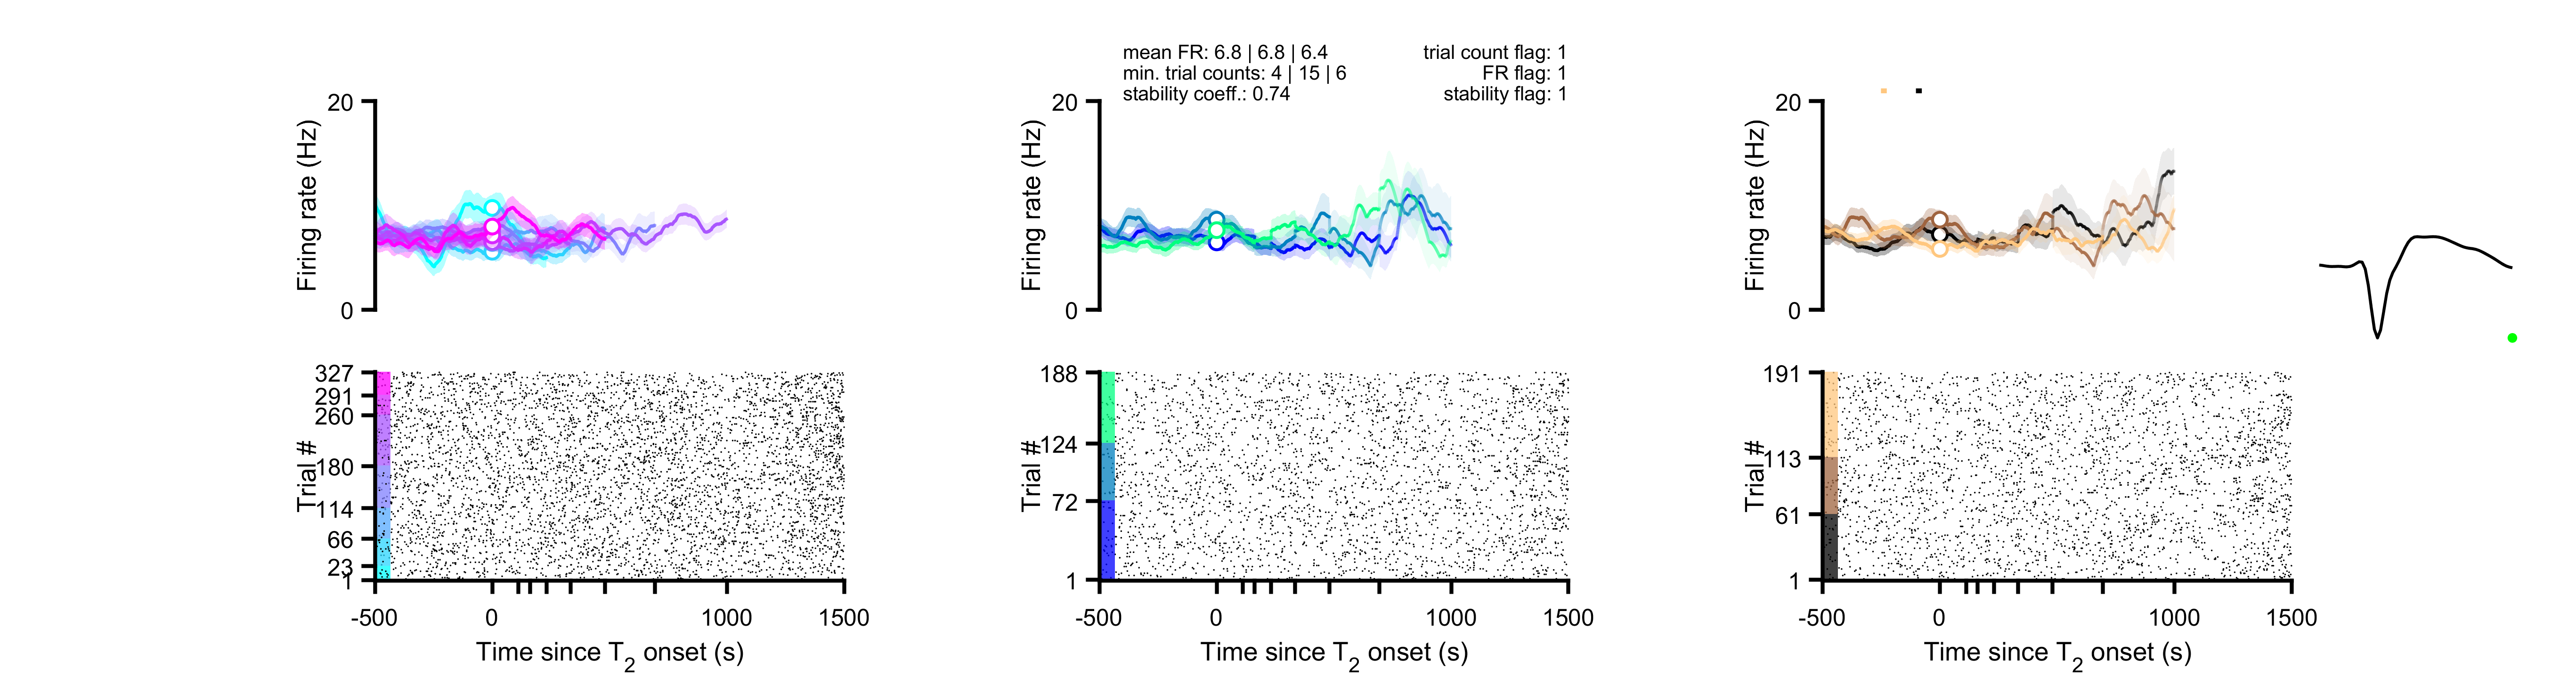 mean FR: 6.8 | 6.8 | 6.4
min. trial counts: 4 | 15 | 6
stability coeff.: 0.74
trial count flag: 1
FR flag: 1
stability flag: 1
20
Firing rate (Hz)
0
327
291
260
180
114
66
23
1
Trial #
-500
0
1000
1500
Time since T2 onset (s)
20
Firing rate (Hz)
0
188
124
72
1
Trial #
-500
0
1000
1500
Time since T2 onset (s)
20
Firing rate (Hz)
0
191
113
61
1
Trial #
-500
0
1000
1500
Time since T2 onset (s)